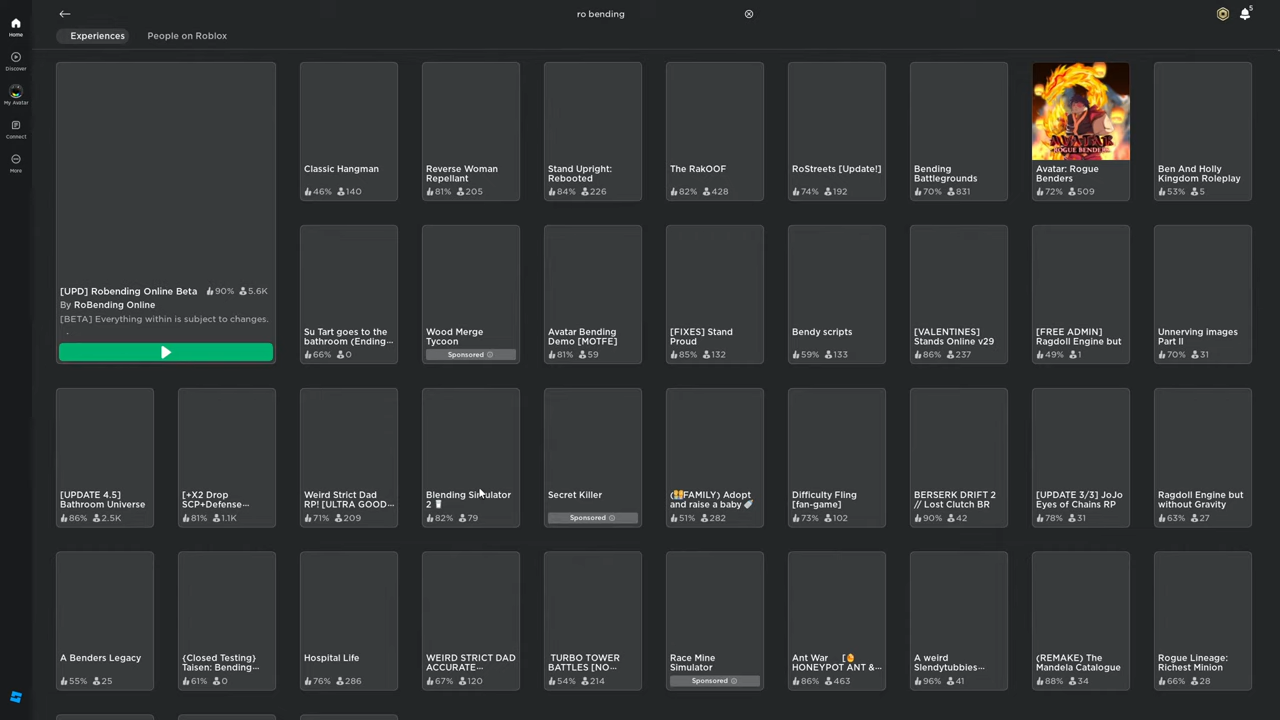 ro bending
5
Home
Experiences
People on Roblox
Discover
My Avatar
Connect
More
[UPD] Robending Online Beta
90% 5.6K
By RoBending Online
[BETA] Everything within is subject to changes.
Classic Hangman
46% 140
Reverse Woman
Repellant
81% 205
Stand Upright:
Rebooted
84% 226
The RakOOF
82% 428
RoStreets [Update!]
74% 192
Bending
Battlegrounds
70% 831
AVATAR
ROGUE BENDER
Avatar: Rogue
Benders
72% 509
Ben And Holly
Kingdom Roleplay
53% 5
Su Tart goes to the
bathroom (Ending...
66% 0
Wood Merge
Tycoon
Sponsored
Avatar Bending
Demo [MOTFE]
81% 59
[FIXES] Stand
Proud
85% 132
Bendy scripts
59% 133
[VALENTINES]
Stands Online v29
86% 237
[FREE ADMIN]
Ragdoll Engine but
49% 1
Unnerving images
Part II
70% 31
[UPDATE 4.5]
Bathroom Universe
86% 2.5K
[+X2 Drop
SCP+Defense...
81% 1.1K
Weird Strict Dad
RP! [ULTRA GOOD...
71% 209
Blending Simulator
2 🥛
82% 79
Secret Killer
Sponsored
(👨‍👩‍👧‍👦FAMILY) Adopt
and raise a baby 🍼
51% 282
Difficulty Fling
[fan-game]
73% 102
BERSERK DRIFT 2
// Lost Clutch BR
90% 42
[UPDATE 3/3] JoJo
Eyes of Chains RP
78% 31
Ragdoll Engine but
without Gravity
63% 27
A Benders Legacy
55% 25
{Closed Testing}
Taisen: Bending...
61% 0
Hospital Life
76% 286
WEIRD STRICT DAD
ACCURATE...
67% 120
TURBO TOWER
BATTLES [NO...
54% 214
Race Mine
Simulator
Sponsored
Ant War [
HONEYPOT ANT &...
86% 463
A weird
Slendytubbies...
96% 41
(REMAKE) The
Mandela Catalogue
88% 34
Rogue Lineage:
Richest Minion
66% 28